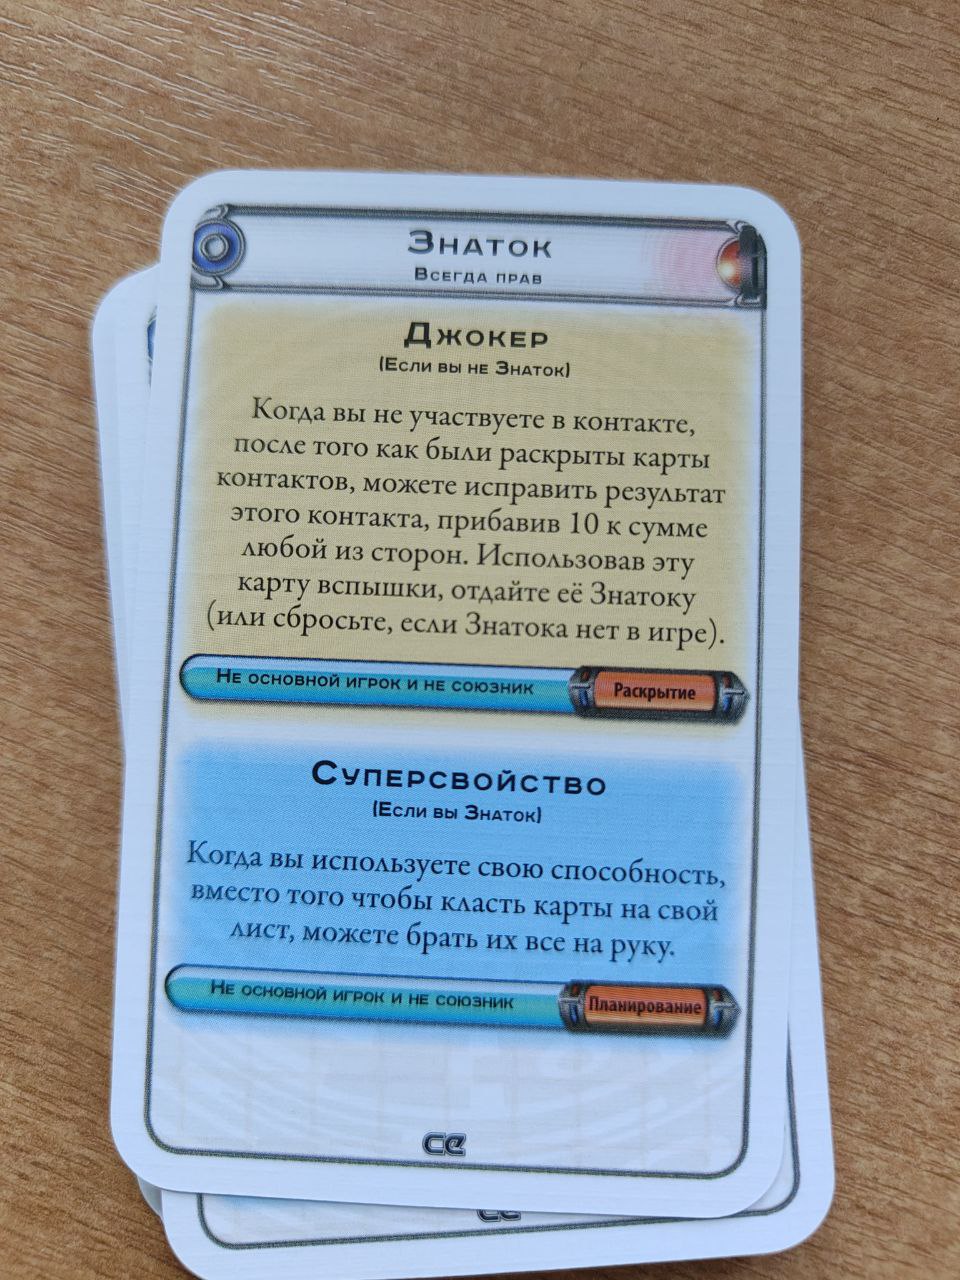 Знаток
Всегда прав
Джокер
(Если вы не Знаток)
Когда вы не участвуете в контакте,
после того как были раскрыты карты
контактов, можете исправить результат
этого контакта, прибавив 10 к сумме
любой из сторон. Использовав эту
карту вспышки, отдайте её Знатоку
(или сбросьте, если Знатока нет в игре).
Не основной игрок и не союзник
Раскрытие
Суперсвойство
(Если вы Знаток)
Когда вы используете свою способность,
вместо того чтобы класть карты на свой
лист, можете брать их все на руку.
Не основной игрок и не союзник
Планирование
CE
CE